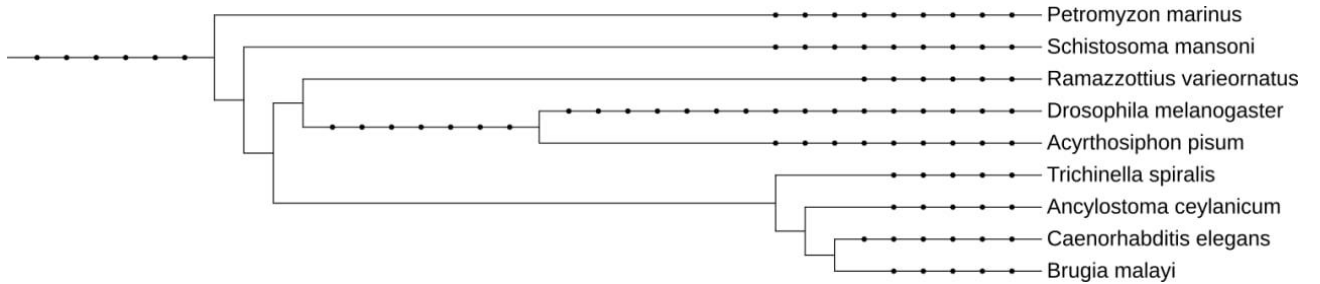 Petromyzon marinus
Schistosoma mansoni
Ramazzottius varieornatus
Drosophila melanogaster
Acyrthosiphon pisum
Trichinella spiralis
Ancylostoma ceylanicum
Caenorhabditis elegans
Brugia malayi